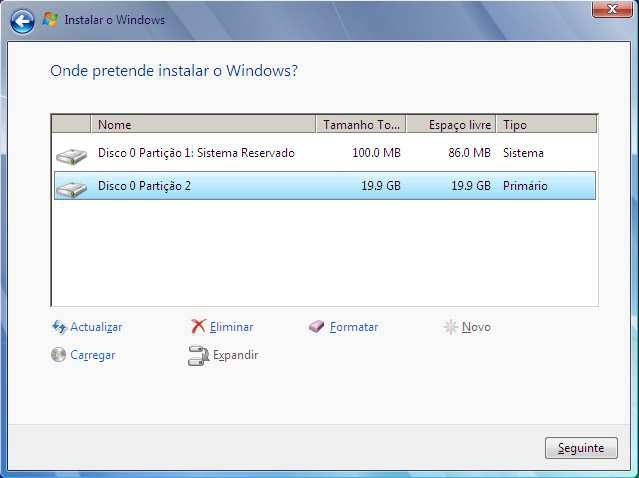 Instalar o Windows
Onde pretende instalar o Windows?
Nome Tamanho To... Espaço livre Tipo
Disco 0 Partição 1: Sistema Reservado 100.0 MB 86.0 MB Sistema
Disco 0 Partição 2 19.9 GB 19.9 GB Primário
Actualizar Eliminar Formatar Novo
Carregar Expandir
Seguinte